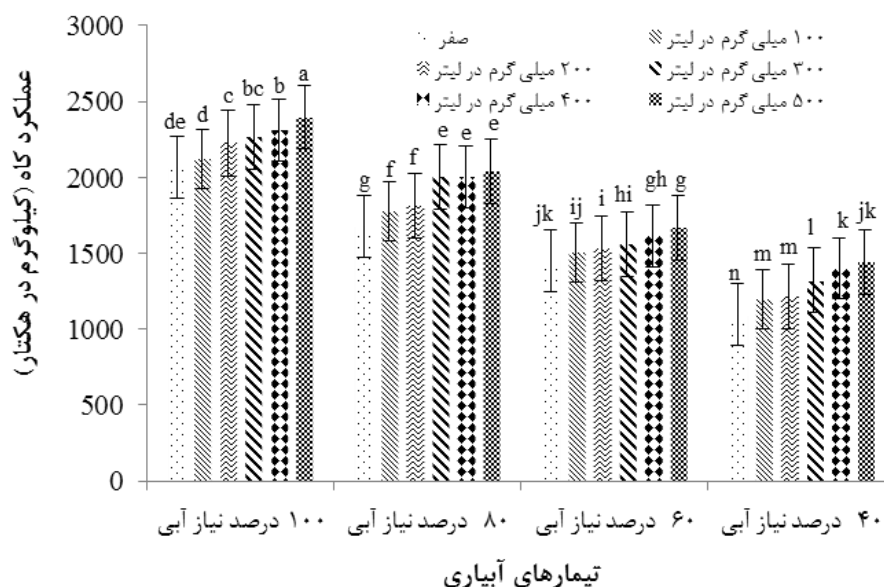 عملکرد کاه (کیلوگرم در هکتار)
3000
2500
2000
1500
1000
500
0
صفر
۱۰۰ میلی گرم در لیتر
۲۰۰ میلی گرم در لیتر
۳۰۰ میلی گرم در لیتر
۴۰۰ میلی گرم در لیتر
۵۰۰ میلی گرم در لیتر
de d c bc b a
g f f e e e
jk ij i hi gh g
n m m l k jk
۱۰۰ درصد نیاز آبی
۸۰ درصد نیاز آبی
۶۰ درصد نیاز آبی
۴۰ درصد نیاز آبی
تیمارهای آبیاری